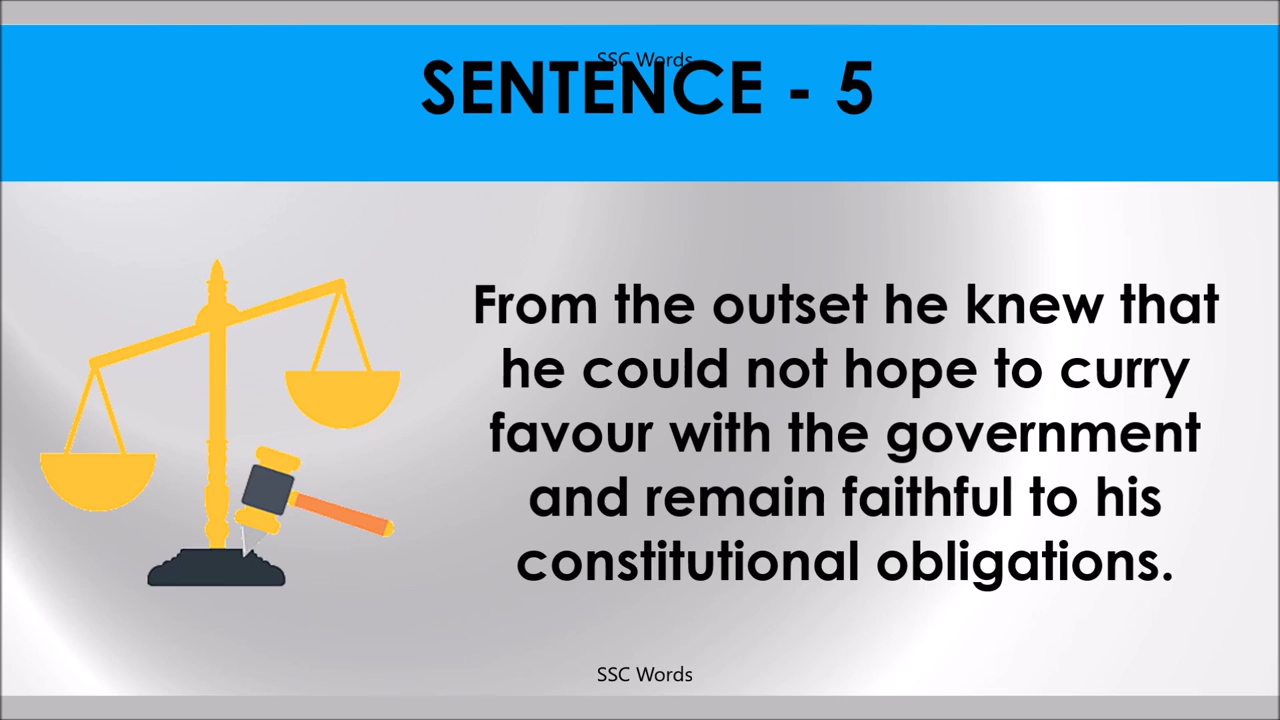 SSC Words
SENTENCE - 5
From the outset he knew that
he could not hope to curry
favour with the government
and remain faithful to his
constitutional obligations.
SSC Words